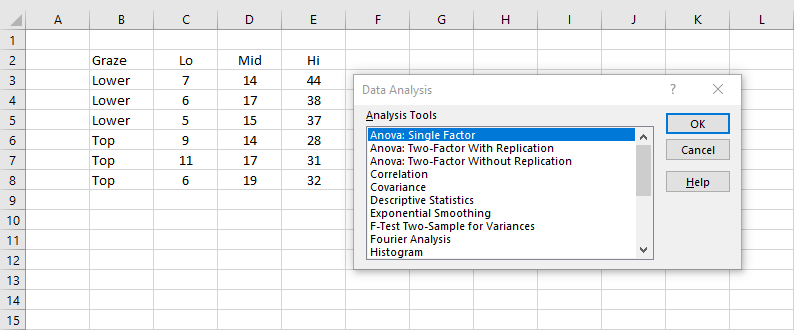 A B C D E F G H I J K L
1
2 Graze Lo Mid Hi
3 Lower 7 14 44
4 Lower 6 17 38
5 Lower 5 15 37
6 Top 9 14 28
7 Top 11 17 31
8 Top 6 19 32
9
10
11
12
13
14
15
Data Analysis ? ×
Analysis Tools
Anova: Single Factor
Anova: Two-Factor With Replication
Anova: Two-Factor Without Replication
Correlation
Covariance
Descriptive Statistics
Exponential Smoothing
F-Test Two-Sample for Variances
Fourier Analysis
Histogram
OK
Cancel
Help